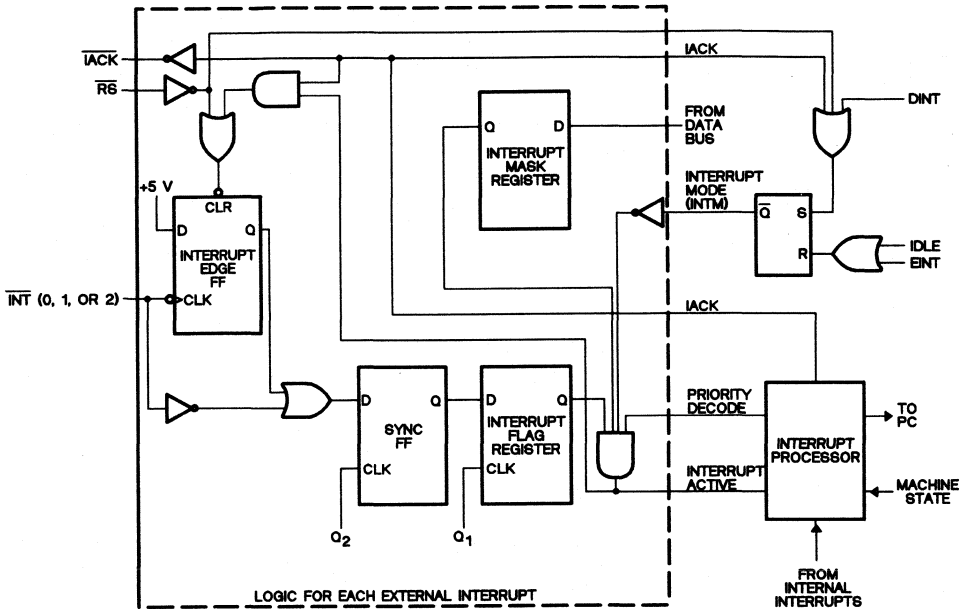 IACK
IACK
RS
DINT
FROM
DATA
BUS
Q D
INTERRUPT
MASK
REGISTER
INTERRUPT
MODE
(INTM)
+5 V
CLR
D Q
INTERRUPT
EDGE
FF
CLK
Q S
R
IDLE
EINT
INT (0, 1, OR 2)
IACK
D Q
SYNC
FF
CLK
D Q
INTERRUPT
FLAG
REGISTER
CLK
PRIORITY
DECODE
INTERRUPT
PROCESSOR
TO
PC
INTERRUPT
ACTIVE
MACHINE
STATE
Q2
Q1
FROM
INTERNAL
INTERRUPTS
LOGIC FOR EACH EXTERNAL INTERRUPT